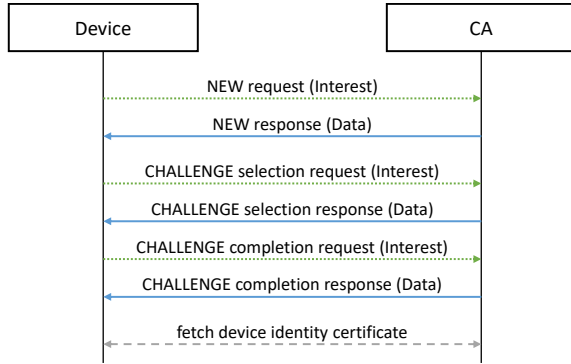 Device
CA
NEW request (Interest)
NEW response (Data)
CHALLENGE selection request (Interest)
CHALLENGE selection response (Data)
CHALLENGE completion request (Interest)
CHALLENGE completion response (Data)
fetch device identity certificate